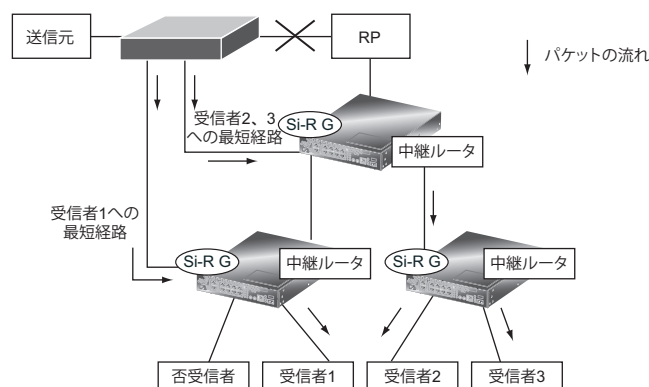 送信元
RP
パケットの流れ
受信者2、3
への最短経路
Si-R G
中継ルータ
受信者1への
最短経路
Si-R G
中継ルータ
Si-R G
中継ルータ
否受信者
受信者1
受信者2
受信者3